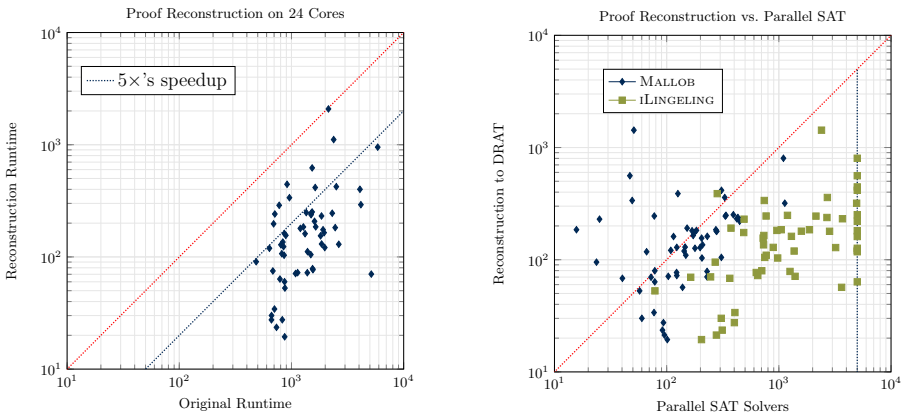 Proof Reconstruction on 24 Cores
10^4
10^3
10^2
10^1
10^1
10^2
10^3
10^4
Original Runtime
Reconstruction Runtime
5×'s speedup
Proof Reconstruction vs. Parallel SAT
10^4
10^3
10^2
10^1
10^1
10^2
10^3
10^4
Parallel SAT Solvers
Reconstruction to DRAT
MALLOB
ILINGELING